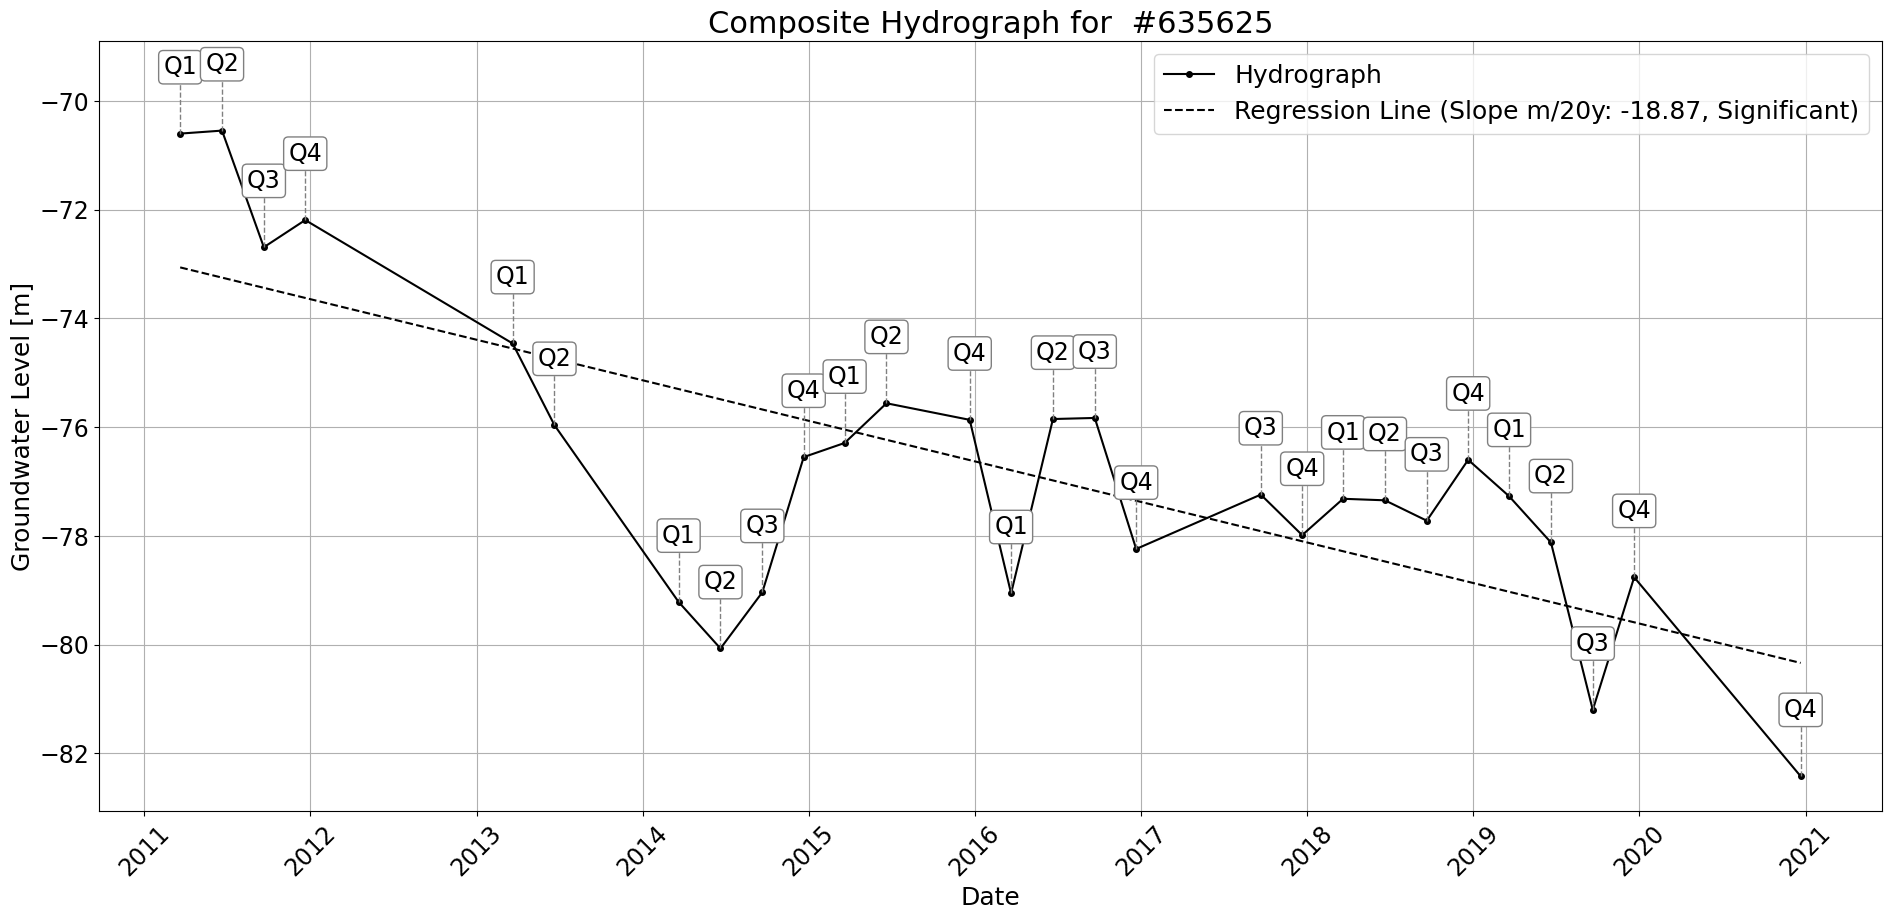 Composite Hydrograph for  #635625
Hydrograph
Regression Line (Slope m/20y: -18.87, Significant)
Groundwater Level [m]
−70
−72
−74
−76
−78
−80
−82
Q1
Q2
Q3
Q4
Q1
Q2
Q1
Q2
Q3
Q4
Q1
Q2
Q4
Q1
Q2
Q3
Q4
Q3
Q4
Q1
Q2
Q3
Q4
Q1
Q2
Q3
Q4
Q4
2011
2012
2013
2014
2015
2016
2017
2018
2019
2020
2021
Date